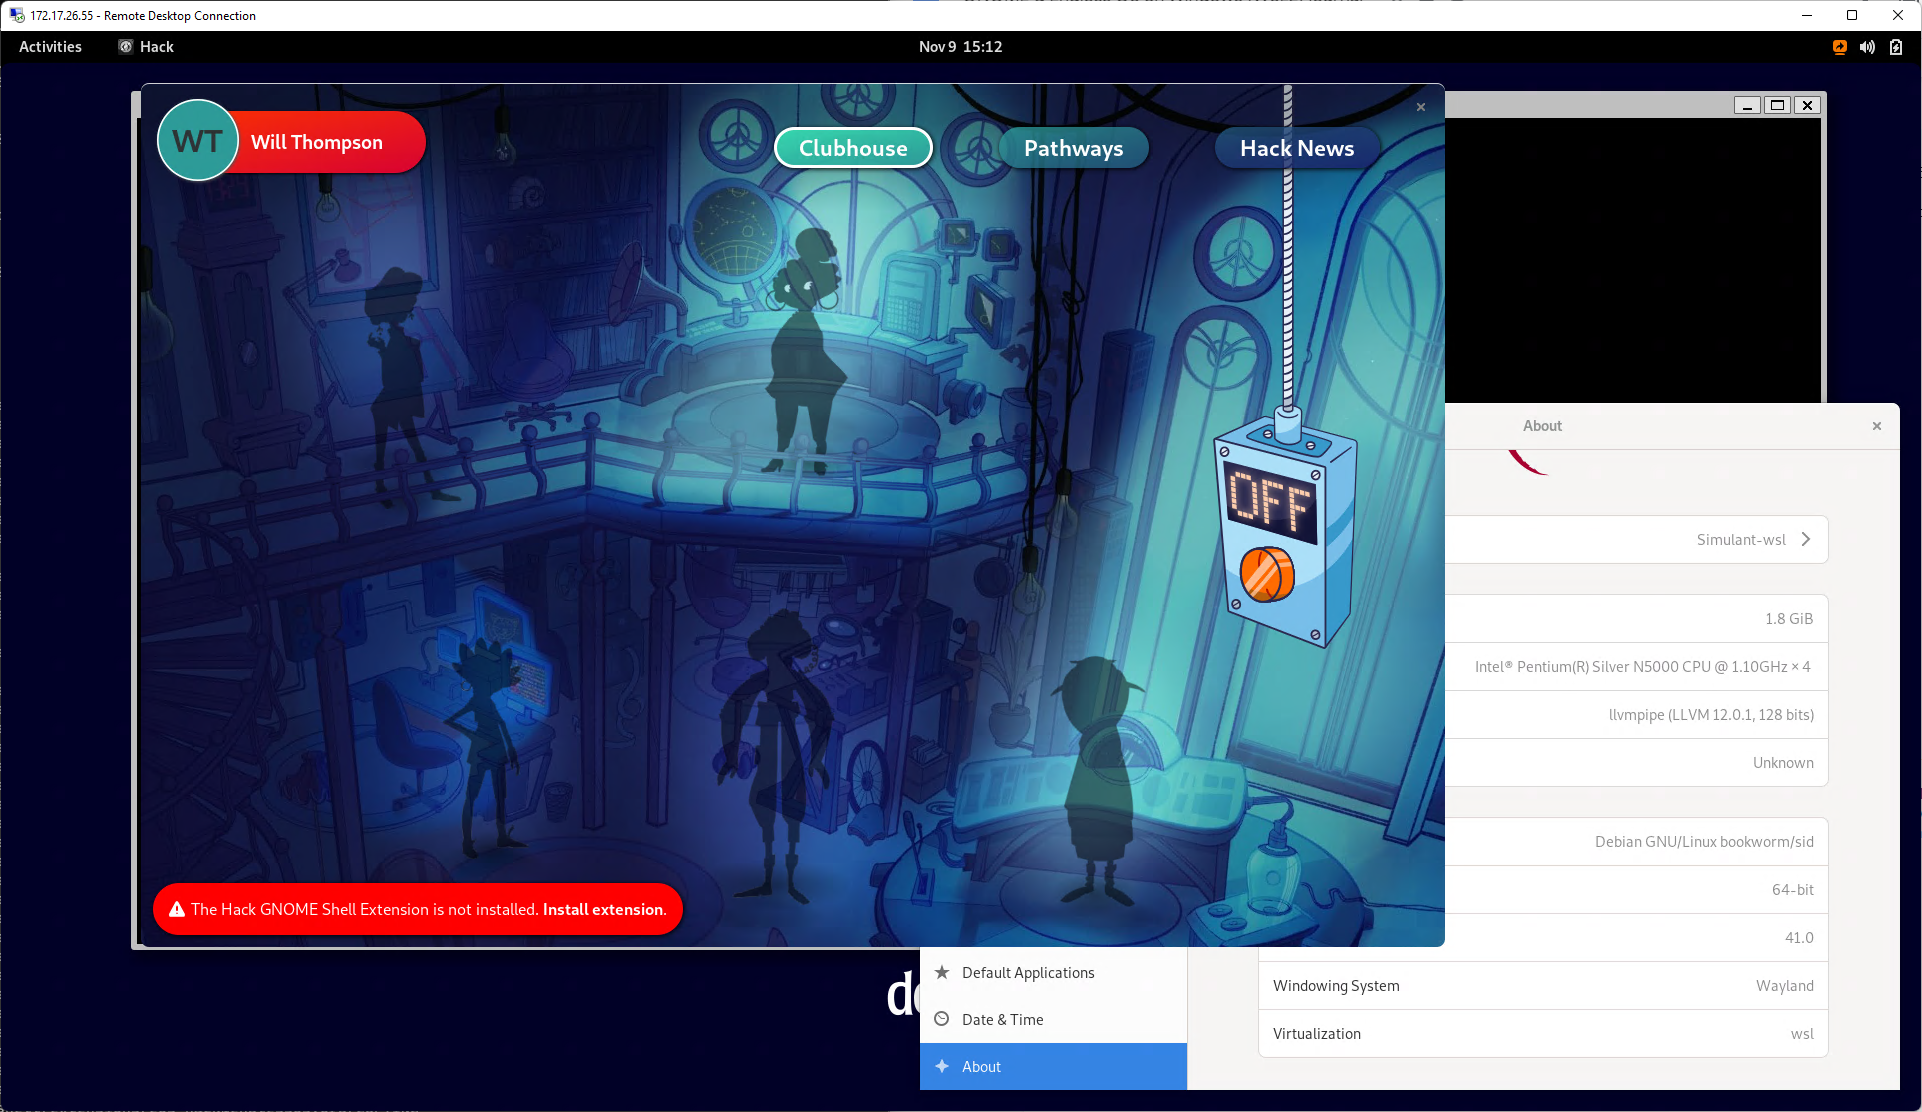 172.17.26.55 - Remote Desktop Connection
Activities
Hack
Nov 9 15:12
WT
Will Thompson
Clubhouse
Pathways
Hack News
OFF
The Hack GNOME Shell Extension is not installed. Install extension.
About
Simulant-wsl
1.8 GiB
Intel® Pentium(R) Silver N5000 CPU @ 1.10GHz × 4
llvmpipe (LLVM 12.0.1, 128 bits)
Unknown
Debian GNU/Linux bookworm/sid
64-bit
41.0
Windowing System
Wayland
Virtualization
wsl
Default Applications
Date & Time
About